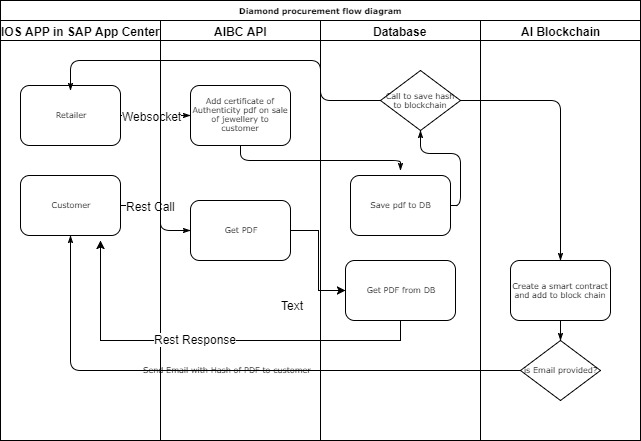 Diamond procurement flow diagram
IOS APP in SAP App Center
AIBC API
Database
AI Blockchain
Retailer
Websocket
Add certificate of
Authenticity pdf on sale
of jewellery to
customer
Call to save hash
to blockchain
Customer
Rest Call
Get PDF
Save pdf to DB
Get PDF from DB
Create a smart contract
and add to block chain
Text
Rest Response
Send Email with Hash of PDF to customer
is Email provided?